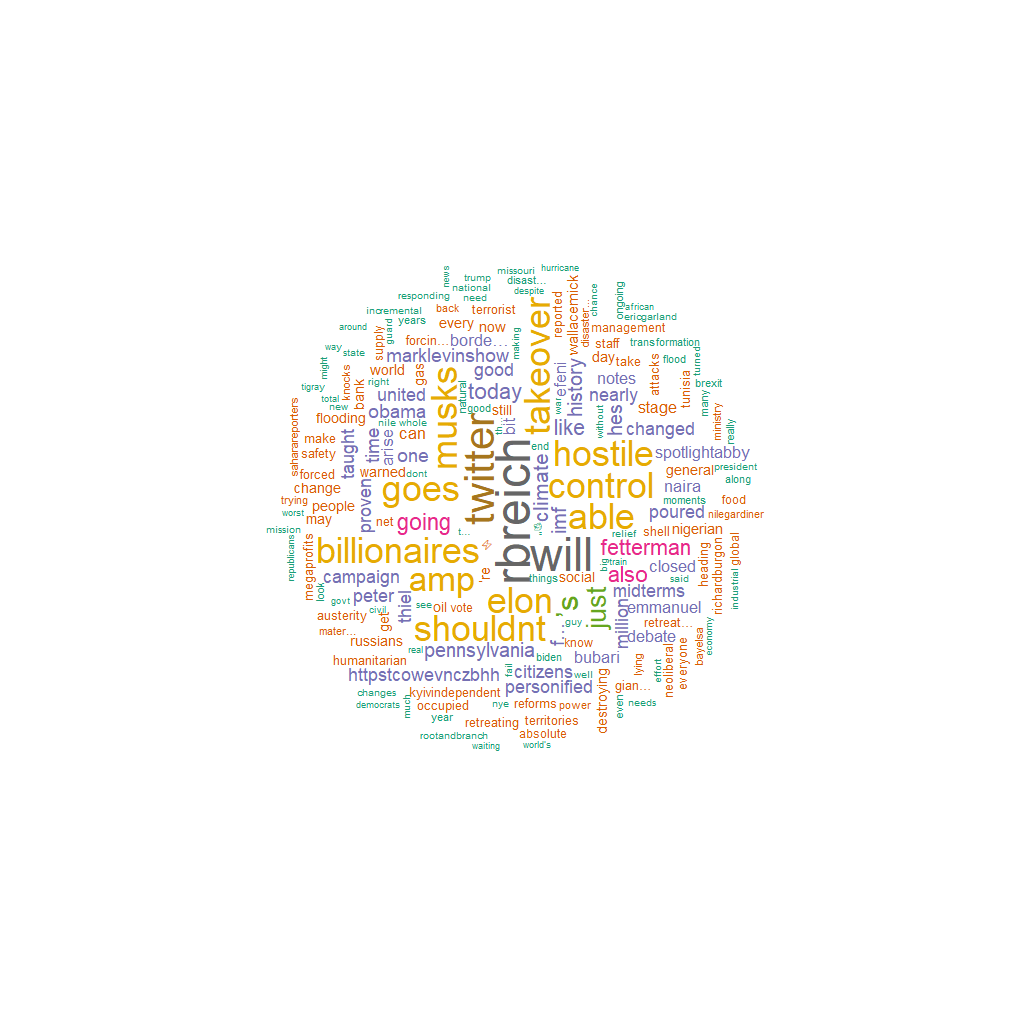 rbreich
will
twitter
takeover
musks
goes
hostile
control
able
billionaires
amp
elon
shouldnt
's
just
going
fetterman
also
today
history
like
hes
climate
imf
changed
nearly
notes
spotlightabby
naira
poured
closed
midterms
emmanuel
million
debate
bubari
citizens
personified
pennsylvania
f…
httpstcowevnczbhh
thiel
peter
campaign
proven
taught
time
arise
one
obama
united
marklevinshow
good
borde…
bit
efeni
wallacemick
reported
management
staff
day
take
attacks
stage
tunisia
ministry
general
nigerian
shell
food
heading
richardburgon
global
retreat…
everyone
neoliberal
bayelsa
lying
gian…
destroying
know
social
power
reforms
territories
absolute
retreating
occupied
kyivindependent
humanitarian
russians
get
austerity
mater…
megaprofits
oil
vote
see
're
net
may
people
trying
change
forced
safety
make
saharareporters
flooding
bank
knocks
world
supply
gas
forcin…
every
now
back
terrorist
still
can
warned
worst
disaster…
news
trump
missouri
hurricane
disast…
despite
national
need
responding
incremental
years
guard
around
way
state
might
right
tigray
total
new
nile
whole
natural
good
th…
making
war
end
without
chance
ongoing
african
ericgarland
transformation
flood
turned
brexit
many
really
president
along
moments
nilegardiner
relief
big
train
said
industrial
economy
effort
needs
even
well
fail
biden
guy
things
t…
dont
mission
republicans
look
govt
civil
real
changes
democrats
much
year
nye
rootandbranch
waiting
world's